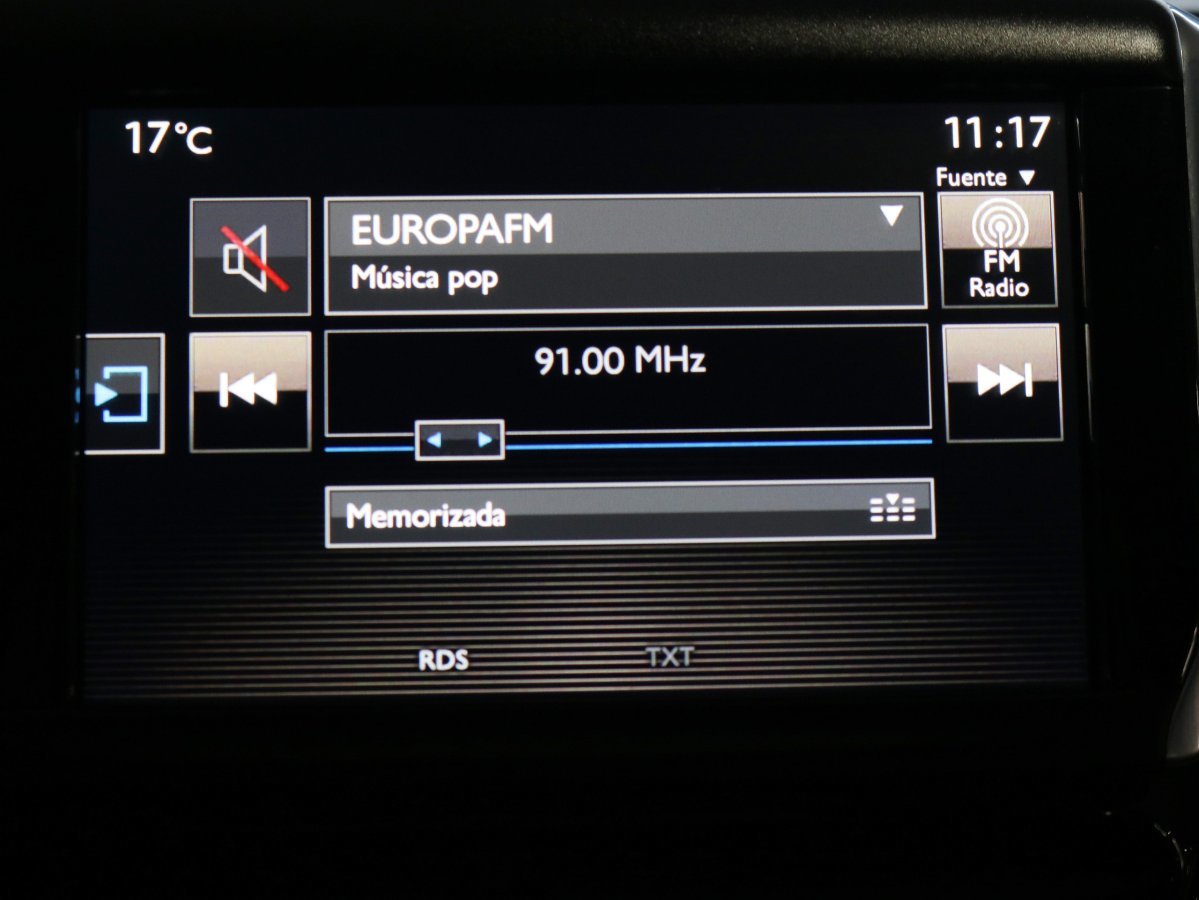 17°C
11:17
Fuente
EUROPAFM
Música pop
FM
Radio
91.00 MHz
Memorizada
RDS
TXT